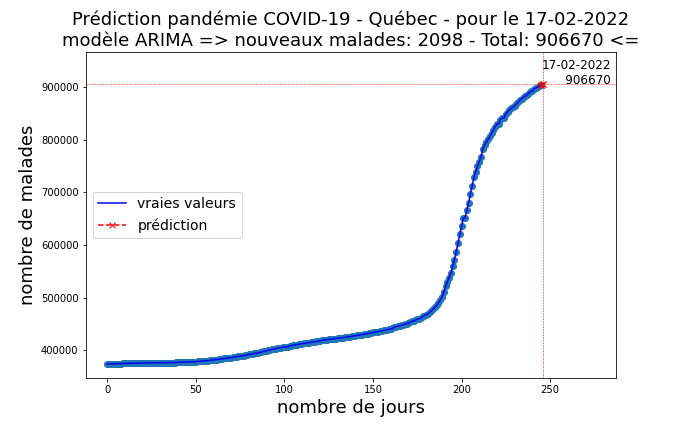 Prédiction pandémie COVID-19 - Québec - pour le 17-02-2022
modèle ARIMA => nouveaux malades: 2098 - Total: 906670 <=
17-02-2022
906670
900000
800000
700000
600000
500000
400000
nombre de malades
vraies valeurs
prédiction
0
50
100
150
200
250
nombre de jours